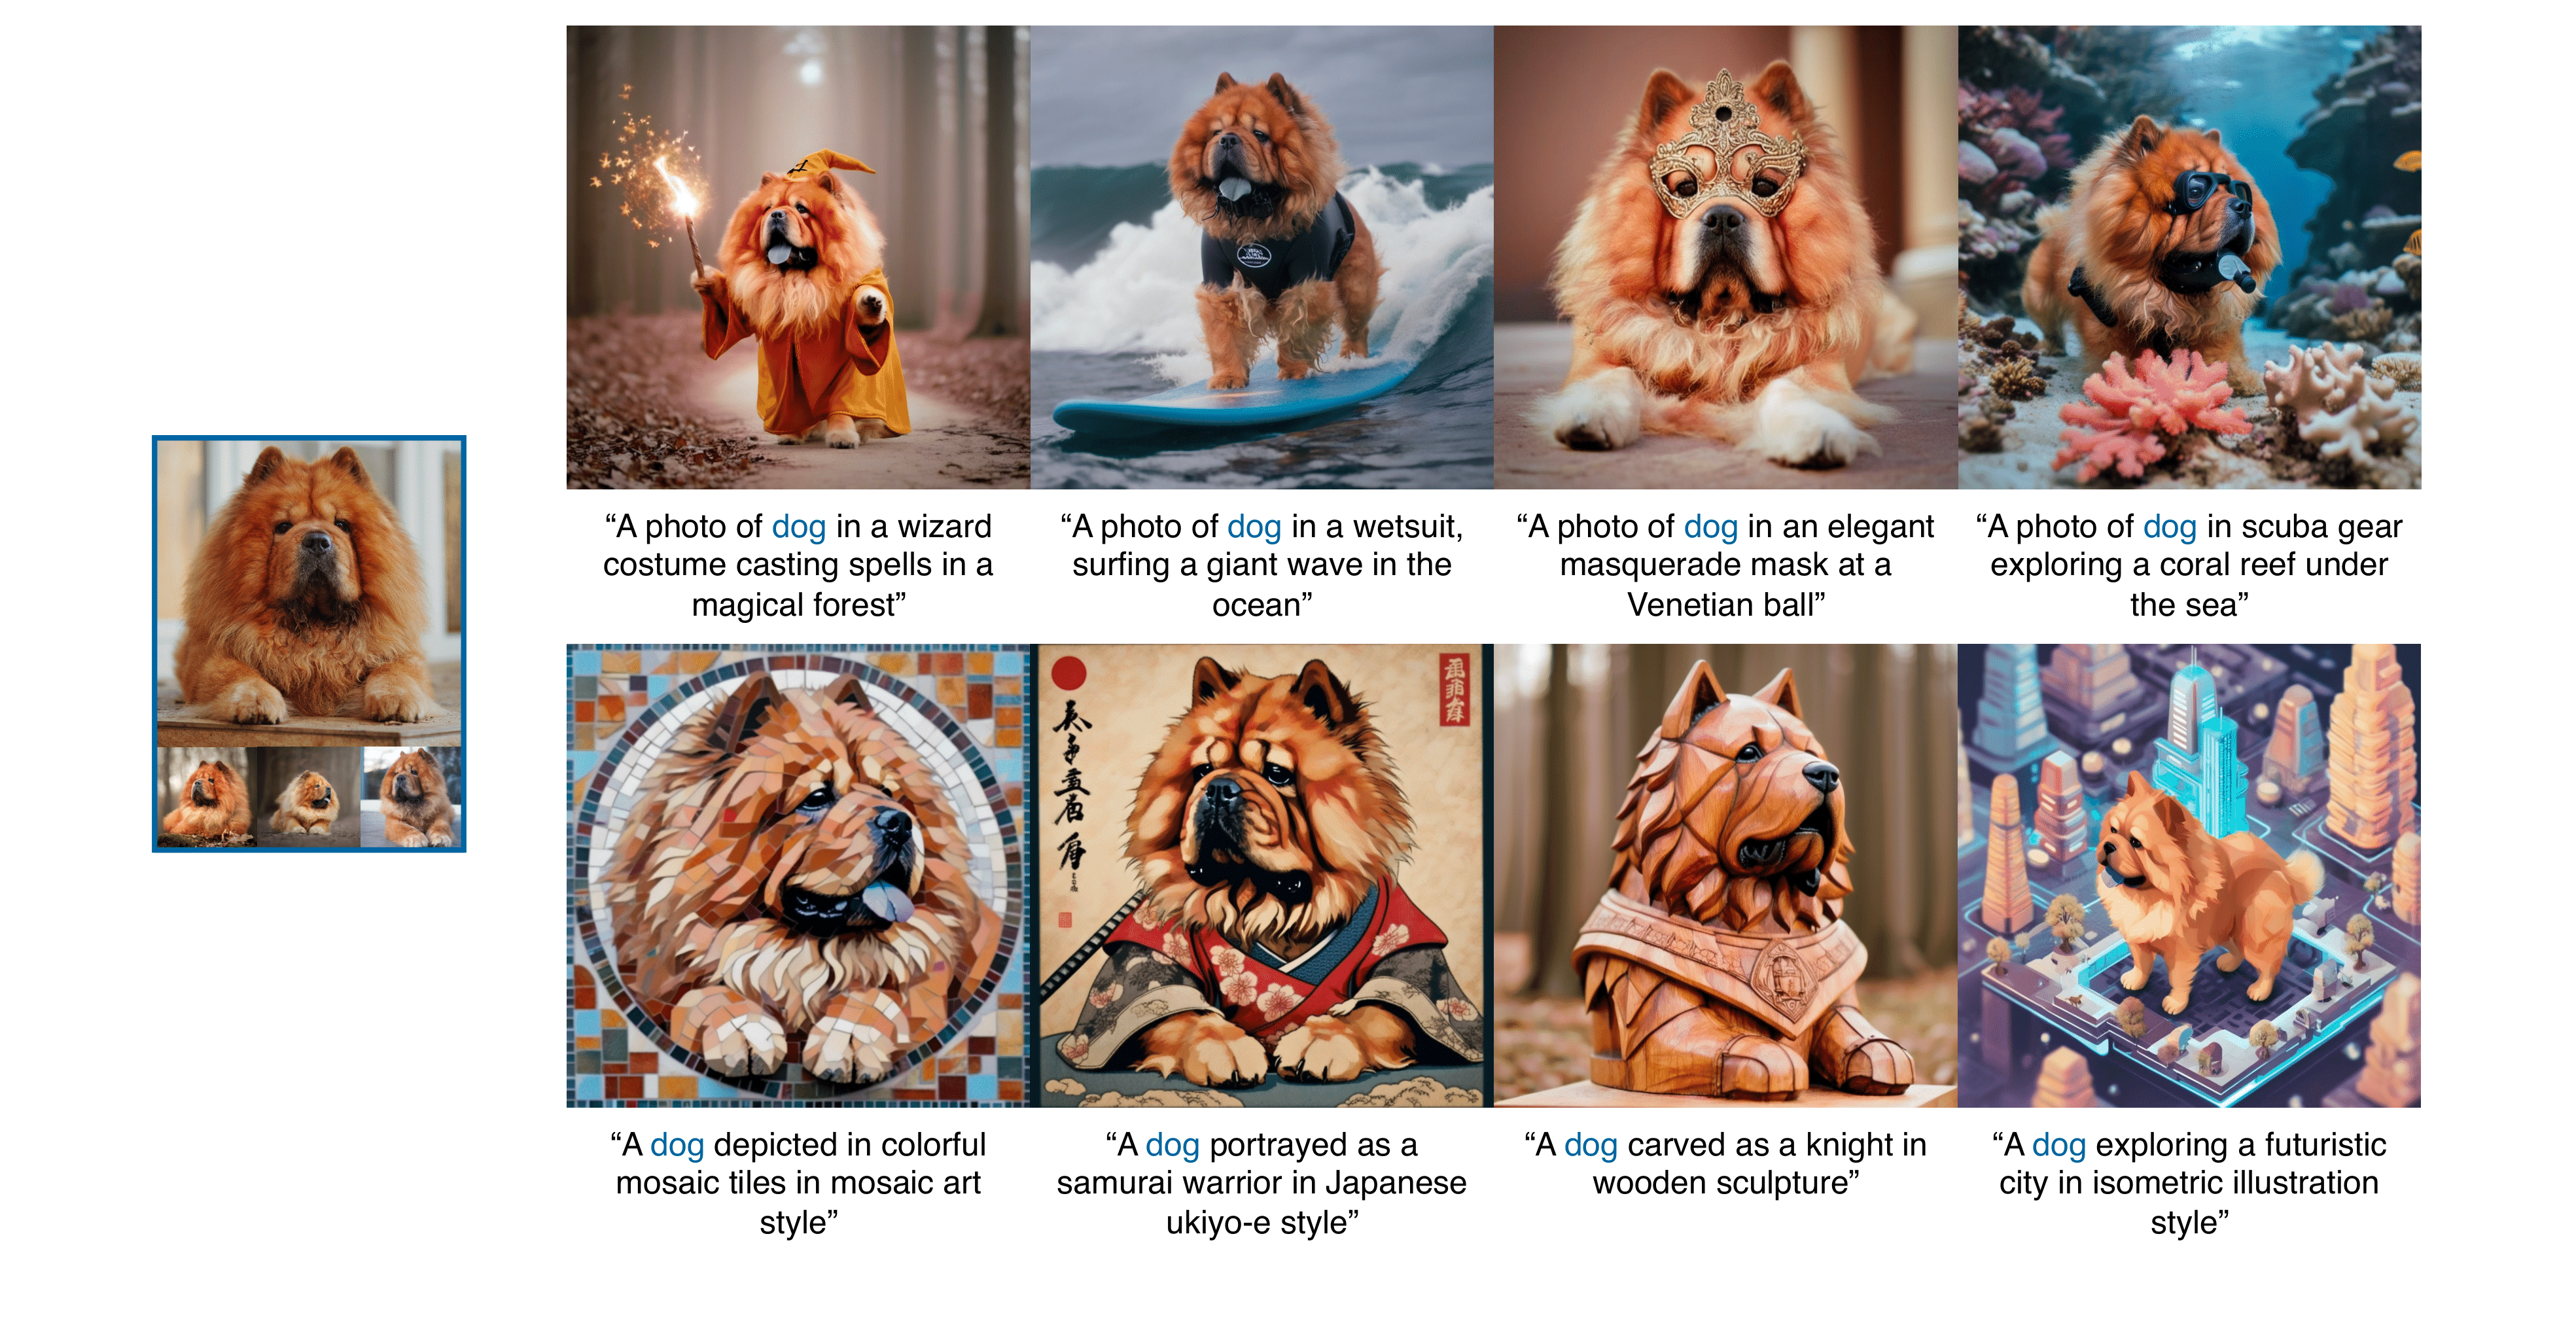 “A photo of dog in a wizard
costume casting spells in a
magical forest”
“A photo of dog in a wetsuit,
surfing a giant wave in the
ocean”
“A photo of dog in an elegant
masquerade mask at a
Venetian ball”
“A photo of dog in scuba gear
exploring a coral reef under
the sea”
“A dog depicted in colorful
mosaic tiles in mosaic art
style”
“A dog portrayed as a
samurai warrior in Japanese
ukiyo-e style”
“A dog carved as a knight in
wooden sculpture”
“A dog exploring a futuristic
city in isometric illustration
style”